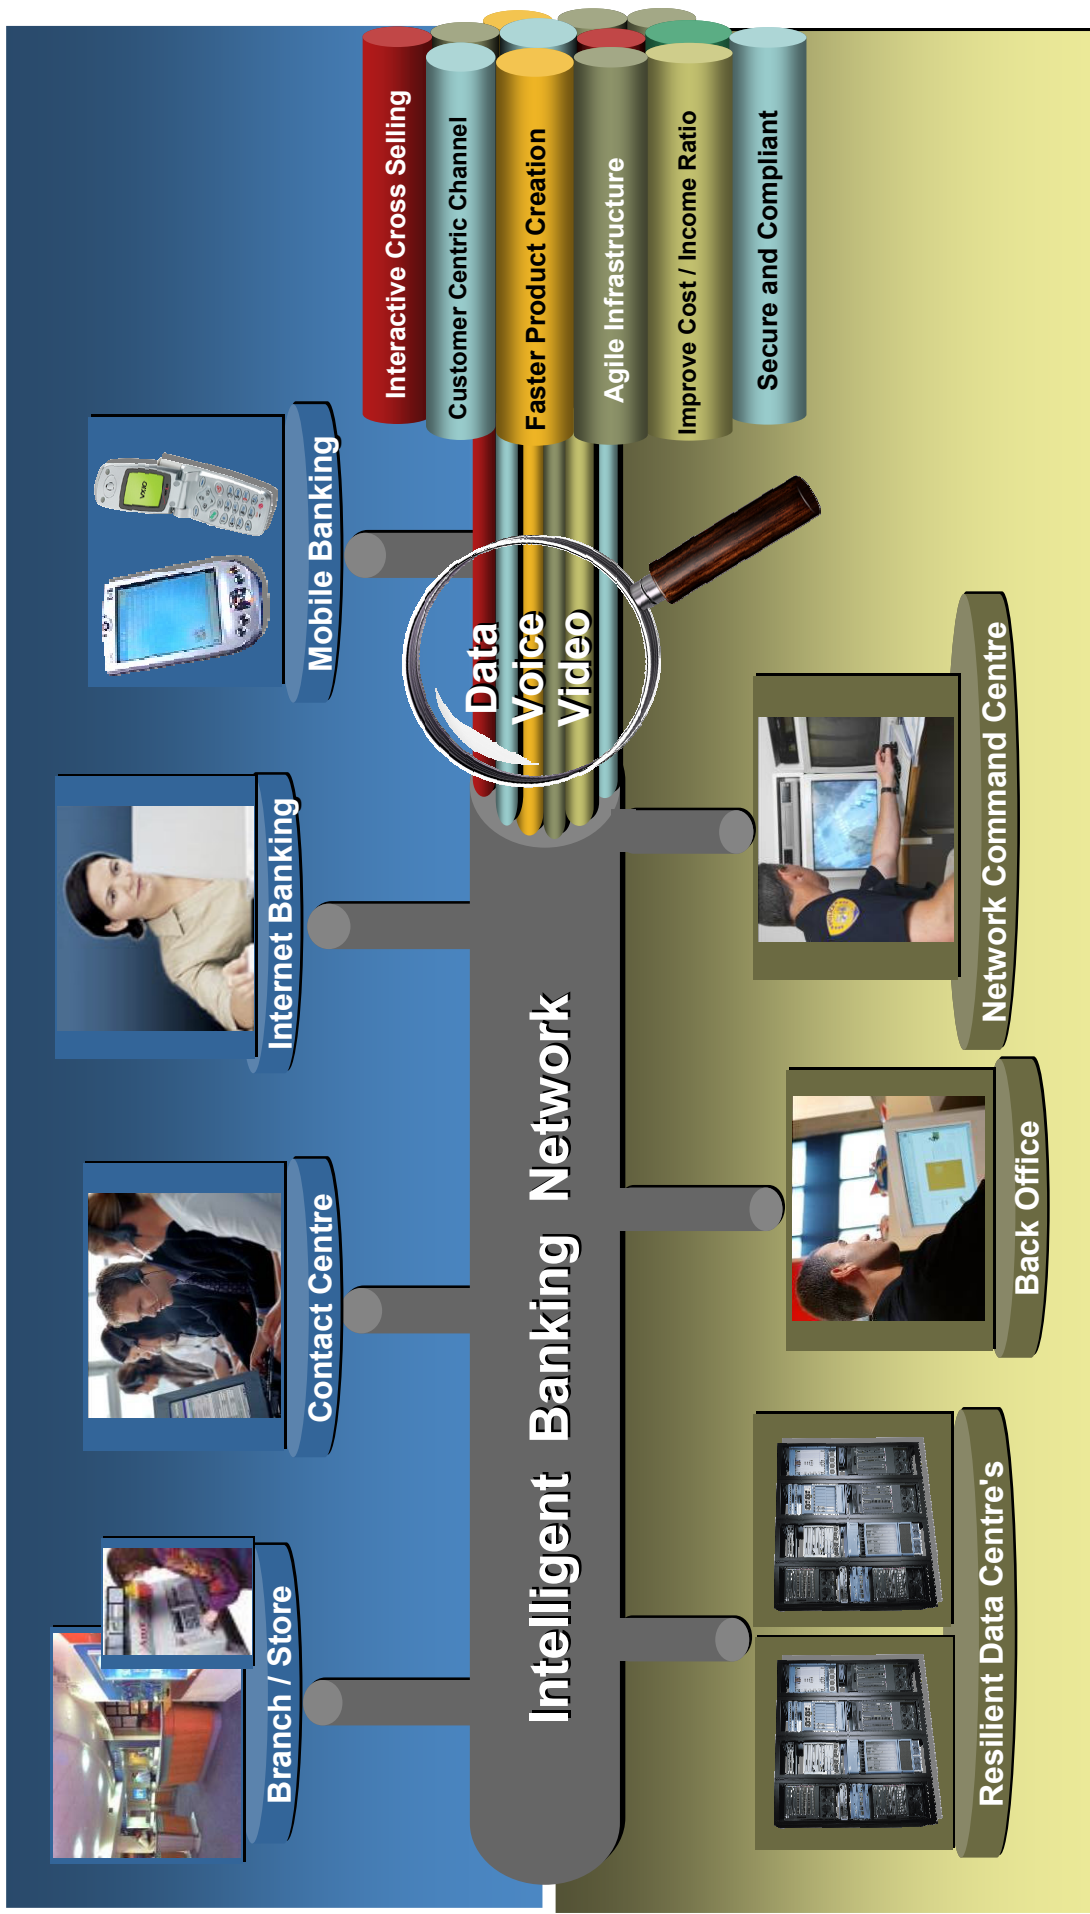 Branch / Store
Contact Centre
Internet Banking
Mobile Banking
Interactive Cross Selling
Customer Centric Channel
Faster Product Creation
Agile Infrastructure
Improve Cost / Income Ratio
Secure and Compliant
Data
Voice
Video
Intelligent Banking Network
Resilient Data Centre's
Back Office
Network Command Centre